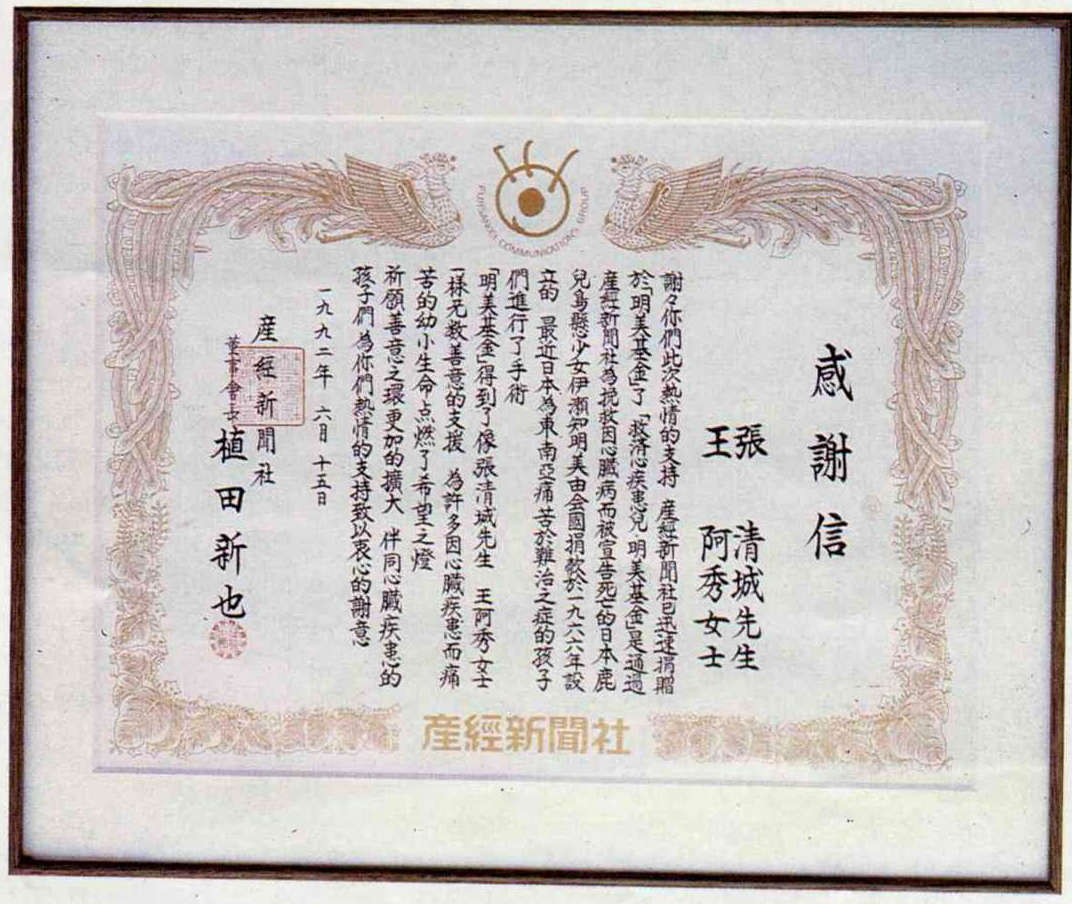 FUJISANKEI COMMUNICATIONS GROUP
感謝信
張 清城先生
王 阿秀女士
謝々你們此次熱情的支持 産經新聞社已迅速捐贈
於「明美基金」了「救濟心疾患兒 明美基金」是通過
産經新聞社為挽救因心臟病而被宣告死亡的日本鹿
兒島縣少女伊瀬知明美由全國捐款於一九六六年設
立的 最近日本為東南亞痛苦於難治之症的孩子
們進行了手術
「明美基金」得到了像張清城先生 王阿秀女士
一樣无数善意的支援 為許多因心臟疾患而痛
苦的幼小生命点燃了希望之燈
祈願善意之環更加的擴大 伴同心臟疾患的
孩子們為你們熱情的支持致以衷心的謝意
一九九二年 六月 十五日
産經新聞社
董事會長 植田新也
産經新聞社